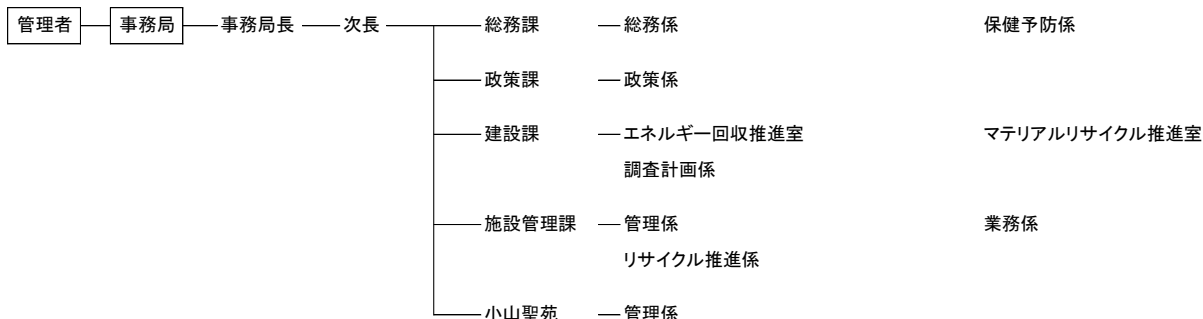 管理者 事務局 事務局長 次長 総務課 総務係 保健予防係
政策課 政策係
建設課 エネルギー回収推進室 マテリアルリサイクル推進室
調査計画係
施設管理課 管理係 業務係
リサイクル推進係
小山聖苑 管理係